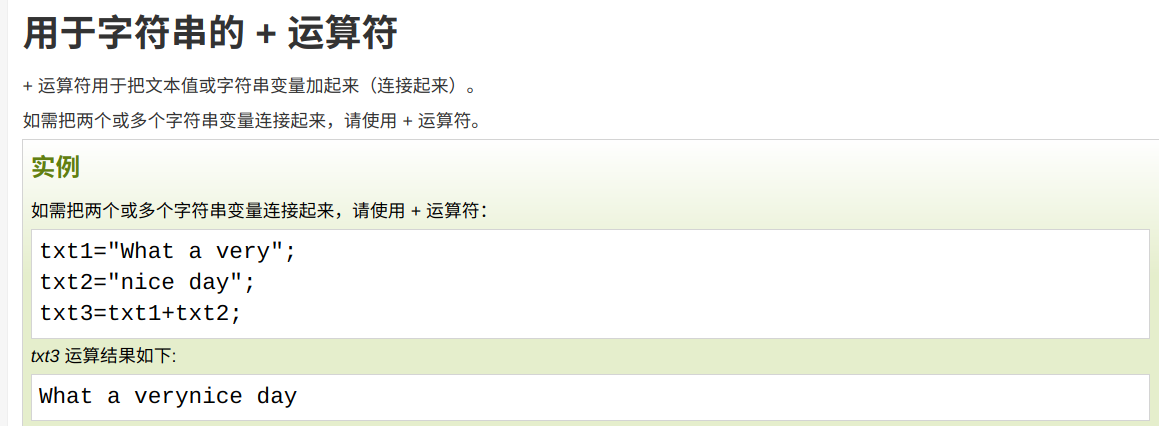 用于字符串的 + 运算符
+ 运算符用于把文本值或字符串变量加起来（连接起来）。
如需把两个或多个字符串变量连接起来，请使用 + 运算符。
实例
如需把两个或多个字符串变量连接起来，请使用 + 运算符：
txt1="What a very";
txt2="nice day";
txt3=txt1+txt2;
txt3 运算结果如下:
What a verynice day